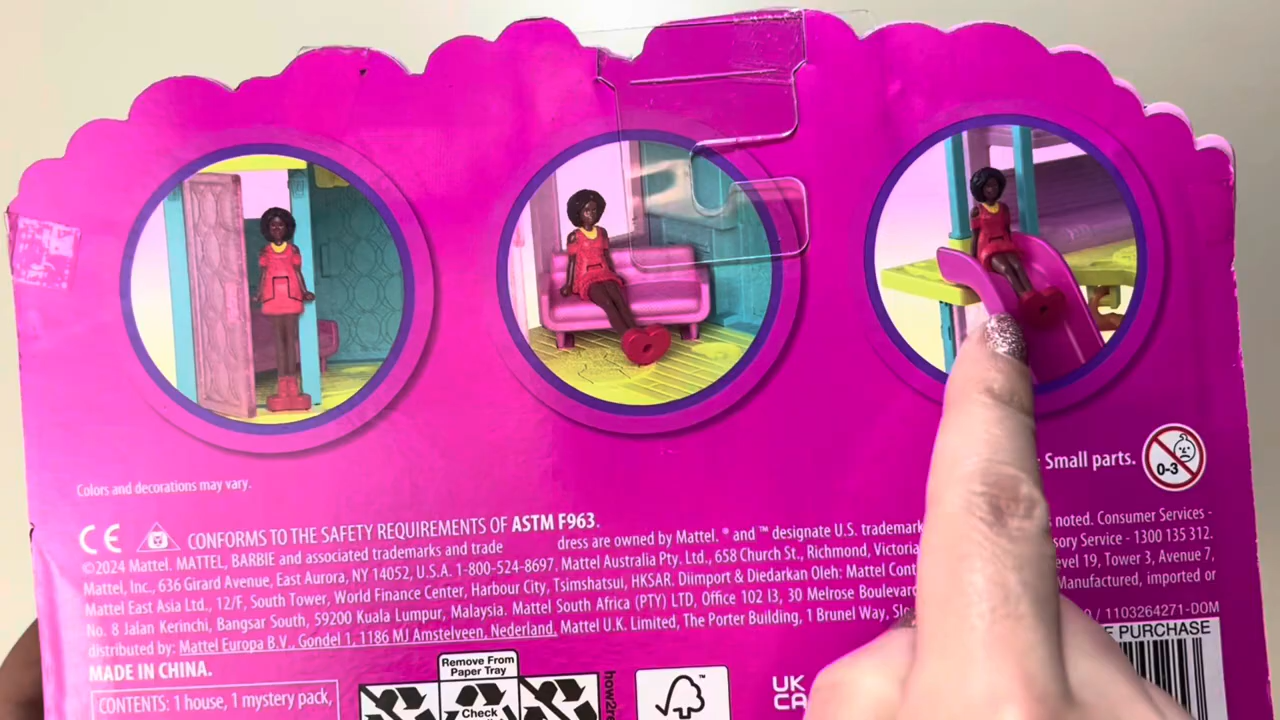 : Small parts.
0-3
Colors and decorations may vary.
CE CONFORMS TO THE SAFETY REQUIREMENTS OF ASTM F963.
©2024 Mattel. MATTEL, BARBIE and associated trademarks and trade dress are owned by Mattel. ® and ™ designate U.S. trademark noted. Consumer Services -
Mattel, Inc., 636 Girard Avenue, East Aurora, NY 14052, U.S.A. 1-800-524-8697. Mattel Australia Pty. Ltd., 658 Church St., Richmond, Victoria sory Service - 1300 135 312.
Mattel East Asia Ltd., 12/F, South Tower, World Finance Center, Harbour City, Tsimshatsui, HKSAR. Diimport & Diedarkan Oleh: Mattel Cont evel 19, Tower 3, Avenue 7,
No. 8 Jalan Kerinchi, Bangsar South, 59200 Kuala Lumpur, Malaysia. Mattel South Africa (PTY) LTD, Office 102 I3, 30 Melrose Boulevard Manufactured, imported or
distributed by: Mattel Europa B.V., Gondel 1, 1186 MJ Amstelveen, Nederland. Mattel U.K. Limited, The Porter Building, 1 Brunel Way, Slo 0 / 1103264271-DOM
MADE IN CHINA.
E PURCHASE
CONTENTS: 1 house, 1 mystery pack,
Remove From
Paper Tray
Check
how2re
UK
CA